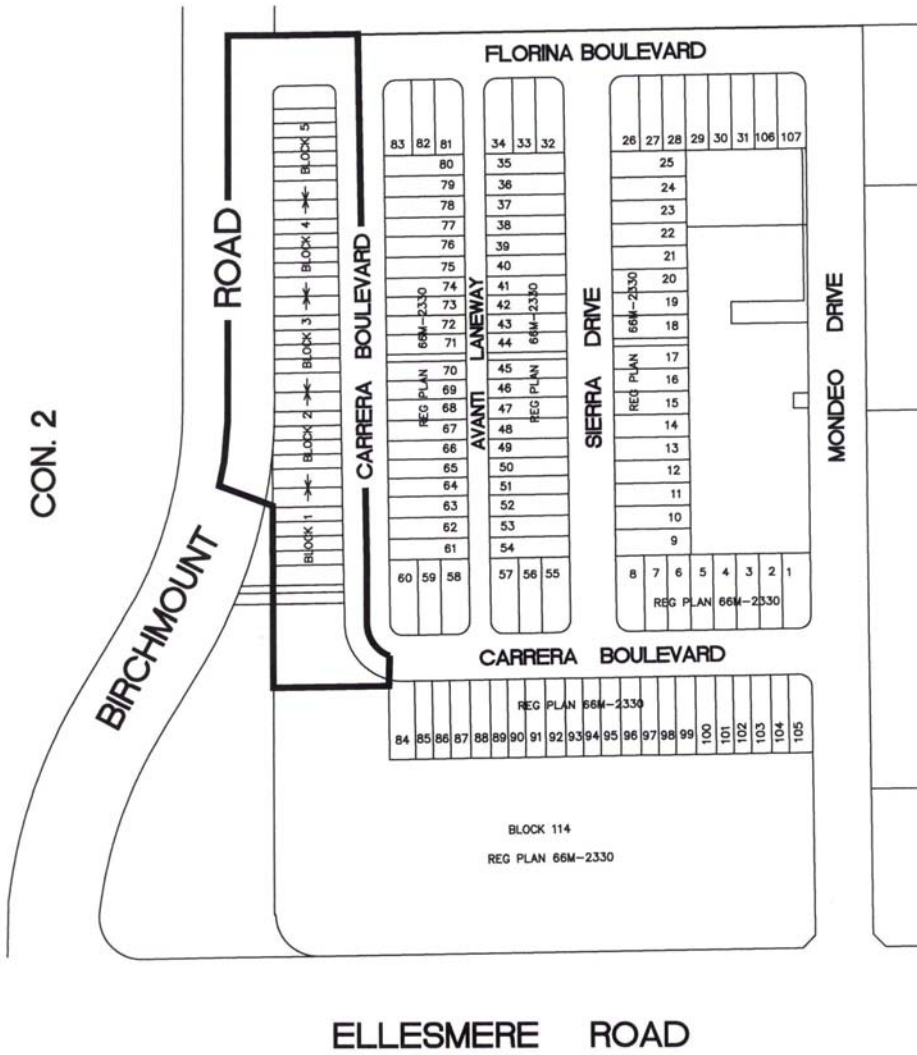 FLORINA BOULEVARD
83 82 81
34 33 32
26 27 28 29 30 31 106 107
80
79
78
77
76
75
74
73
72
71
70
69
68
67
66
65
64
63
62
61
60 59 58
REG PLAN 66M-2330
35
36
37
38
39
40
41
42
43
44
45
46
47
48
49
50
51
52
53
54
57 56 55
REG PLAN 66M-2330
25
24
23
22
21
20
19
18
17
16
15
14
13
12
11
10
9
8 7 6 5 4 3 2 1
REG PLAN 66M-2330
REG PLAN 66M-2330
BLOCK 5
BLOCK 4
BLOCK 3
BLOCK 2
BLOCK 1
BIRCHMOUNT ROAD
CARRERA BOULEVARD
AVANTI LANEWAY
SIERRA DRIVE
MONDEO DRIVE
CON. 2
CARRERA BOULEVARD
REG PLAN 66M-2330
84 85 86 87 88 89 90 91 92 93 94 95 96 97 98 99 100 101 102 103 104 105
BLOCK 114
REG PLAN 66M-2330
ELLESMERE ROAD